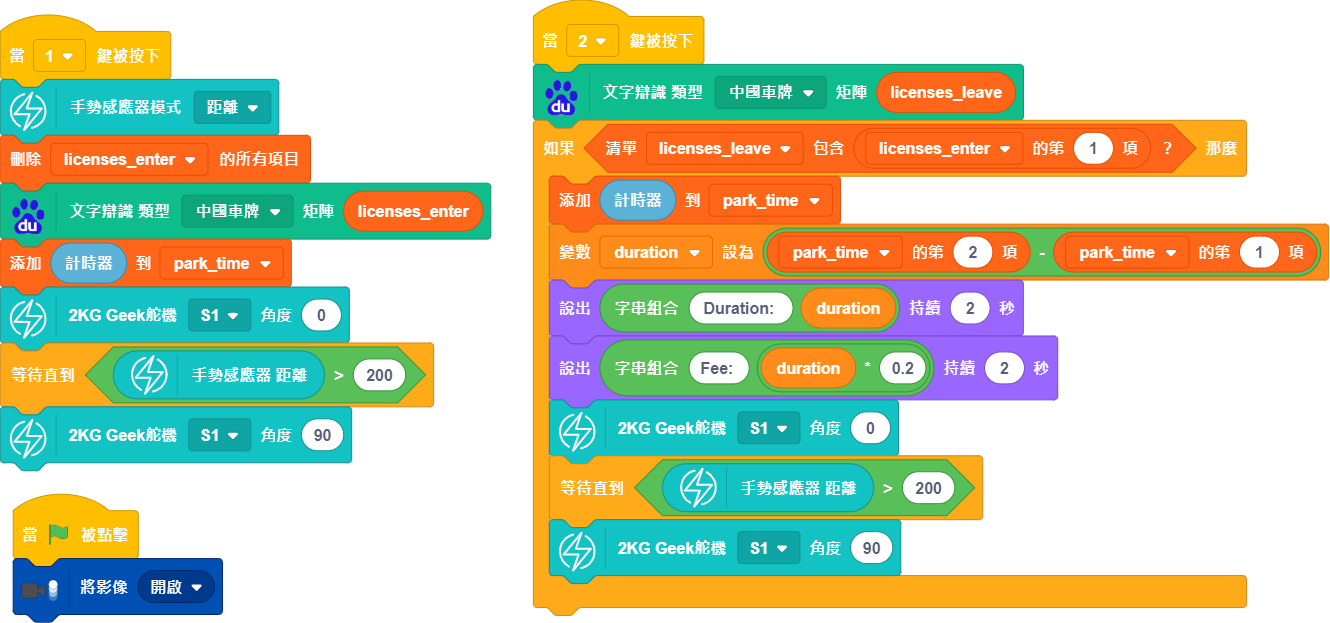 當 1 鍵被按下
手勢感應器模式 距離
刪除 licenses_enter 的所有項目
du 文字辯識 類型 中國車牌 矩陣 licenses_enter
添加 計時器 到 park_time
2KG Geek舵機 S1 角度 0
等待直到 手勢感應器 距離 > 200
2KG Geek舵機 S1 角度 90
當 被點擊
將影像 開啟
當 2 鍵被按下
du 文字辯識 類型 中國車牌 矩陣 licenses_leave
如果 清單 licenses_leave 包含 licenses_enter 的第 1 項 ? 那麼
添加 計時器 到 park_time
變數 duration 設為 park_time 的第 2 項 - park_time 的第 1 項
說出 字串組合 Duration: duration 持續 2 秒
說出 字串組合 Fee: duration * 0.2 持續 2 秒
2KG Geek舵機 S1 角度 0
等待直到 手勢感應器 距離 > 200
2KG Geek舵機 S1 角度 90